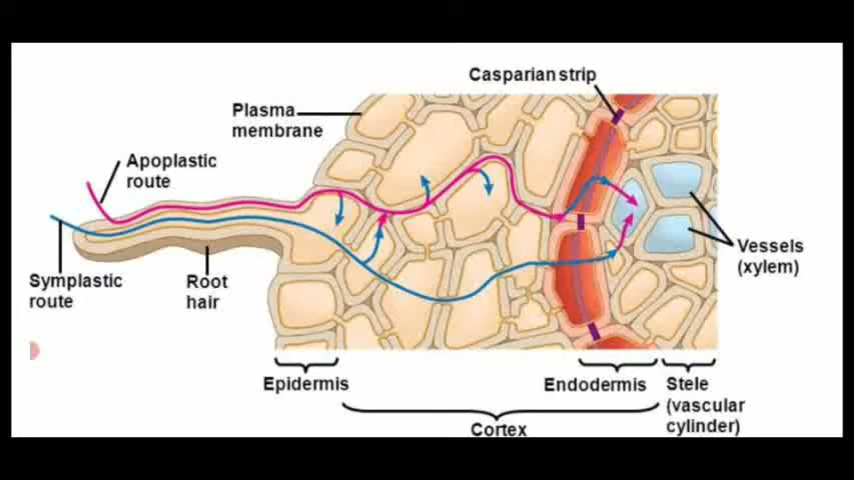 Casparian strip
Plasma
membrane
Apoplastic
route
Symplastic
route
Root
hair
Vessels
(xylem)
Epidermis
Endodermis
Stele
(vascular
cylinder)
Cortex